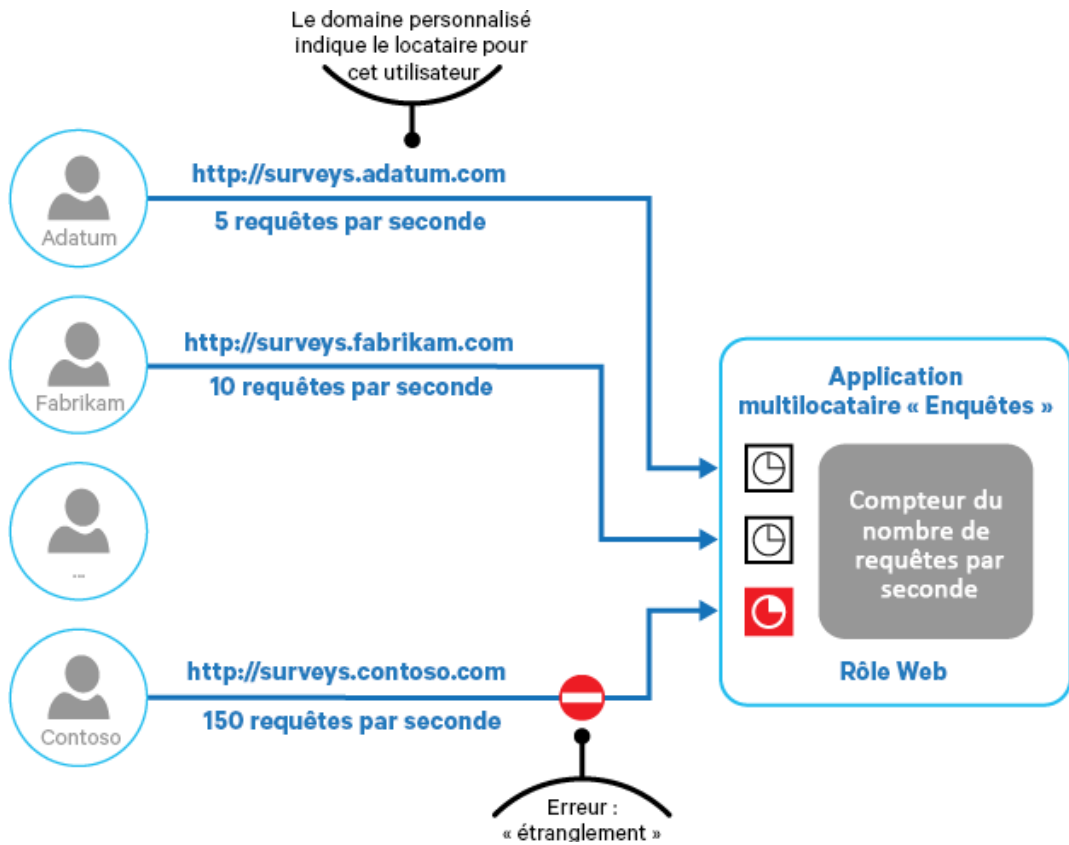 Le domaine personnalisé
indique le locataire pour
cet utilisateur
http://surveys.adatum.com
5 requêtes par seconde
Adatum
http://surveys.fabrikam.com
10 requêtes par seconde
Fabrikam
...
http://surveys.contoso.com
150 requêtes par seconde
Contoso
Erreur :
« étranglement »
Application
multilocataire « Enquêtes »
Compteur du
nombre de
requêtes par
seconde
Rôle Web